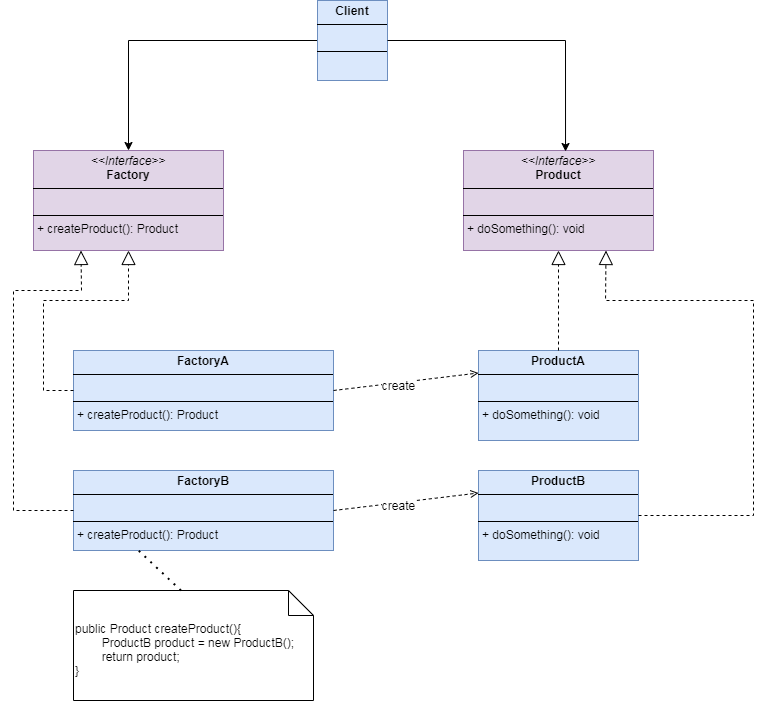 Client
<<Interface>>
Factory
+ createProduct(): Product
<<Interface>>
Product
+ doSomething(): void
FactoryA
+ createProduct(): Product
create
ProductA
+ doSomething(): void
FactoryB
+ createProduct(): Product
create
ProductB
+ doSomething(): void
public Product createProduct(){
ProductB product = new ProductB();
return product;
}